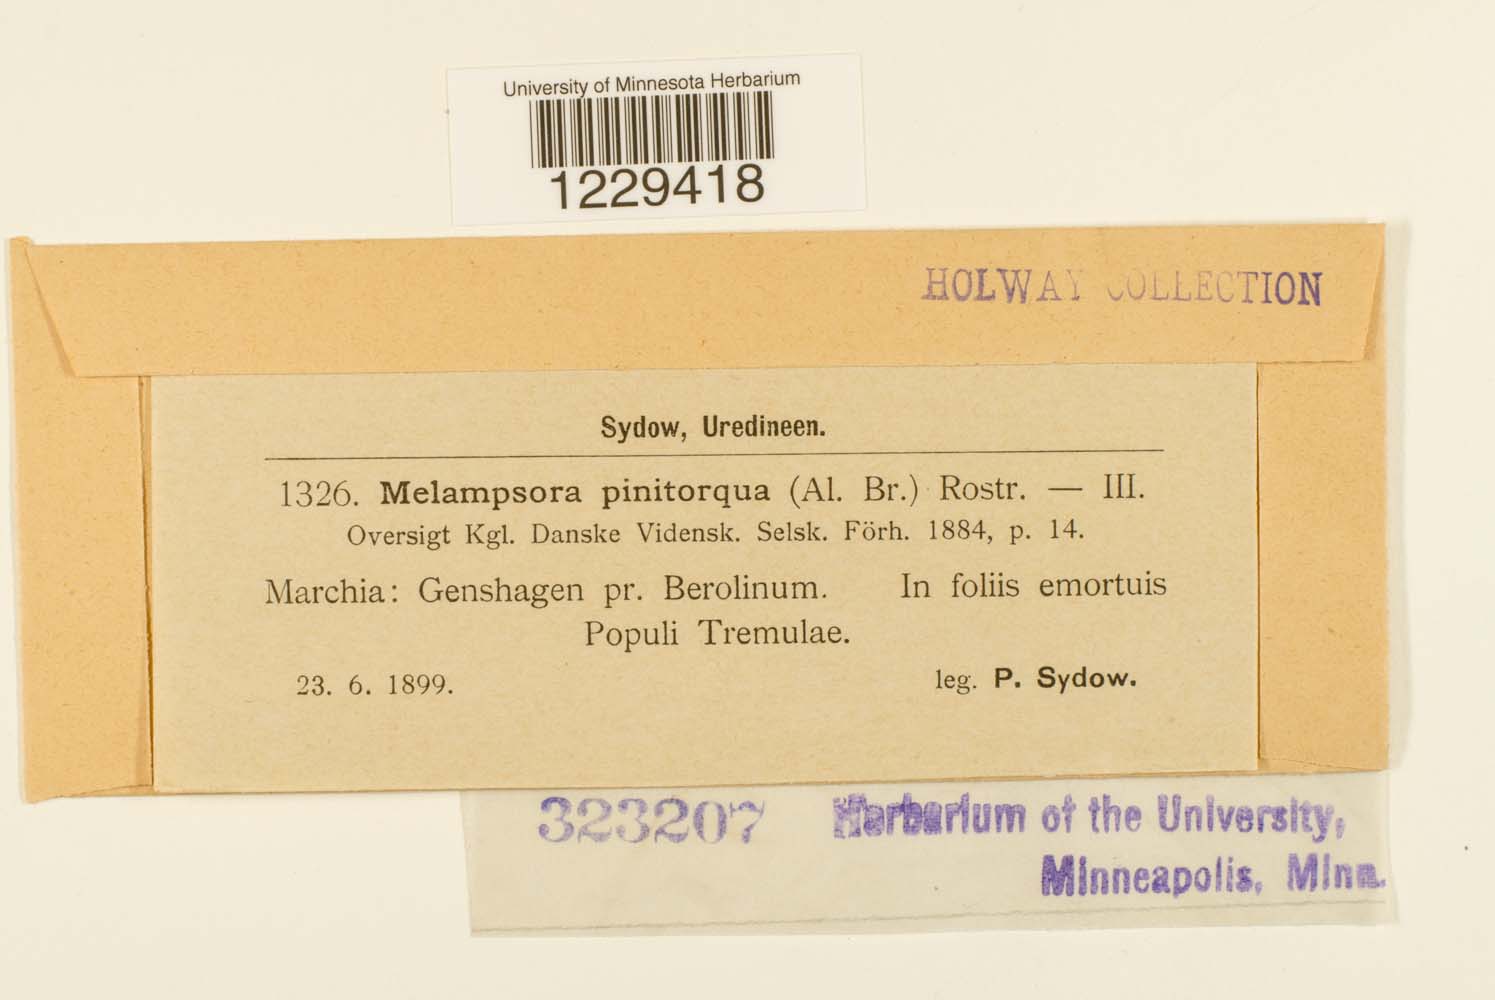 University of Minnesota Herbarium
1229418
HOLWAY COLLECTION
Sydow, Uredineen.
1326. Melampsora pinitorqua (Al. Br.) Rostr. — III.
Oversigt Kgl. Danske Vidensk. Selsk. Förh. 1884, p. 14.
Marchia: Genshagen pr. Berolinum. In foliis emortuis
Populi Tremulae.
23. 6. 1899. leg. P. Sydow.
323207 Herbarium of the University,
Minneapolis, Minn.